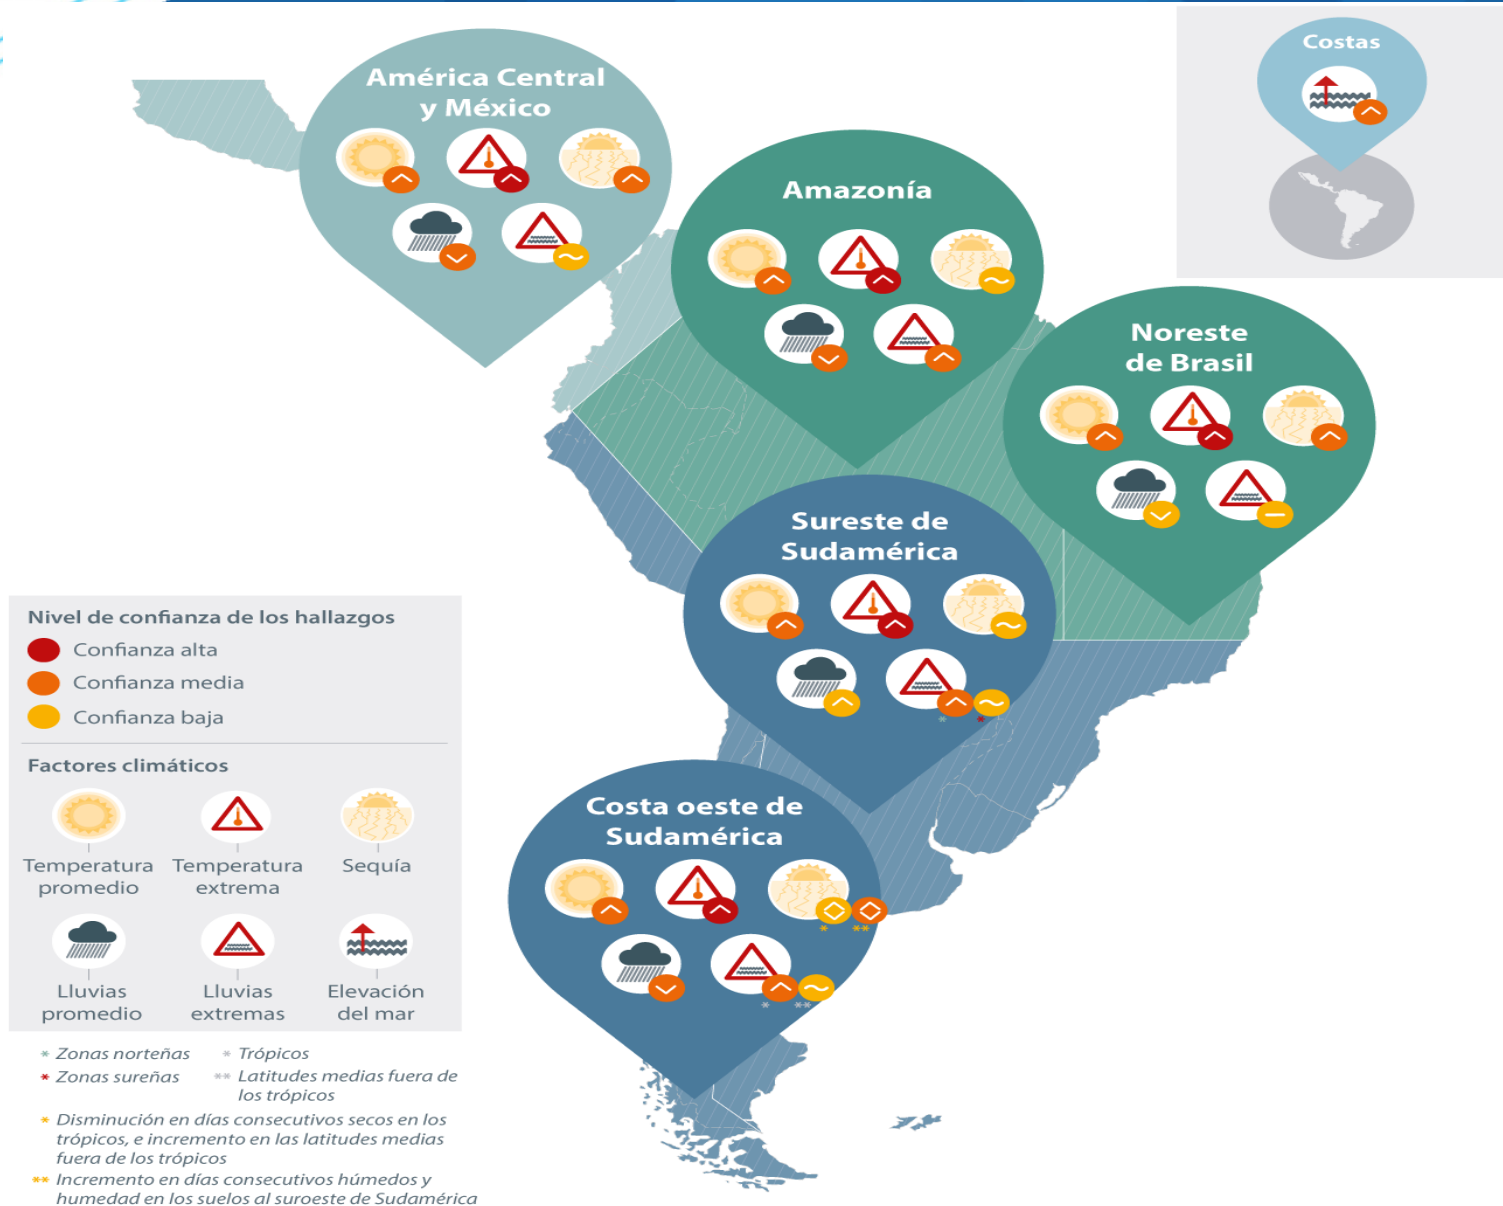 América Central
y México
Costas
Amazonía
Noreste
de Brasil
Sureste de
Sudamérica
Costa oeste de
Sudamérica
Nivel de confianza de los hallazgos
Confianza alta
Confianza media
Confianza baja
Factores climáticos
Temperatura
promedio
Temperatura
extrema
Sequía
Lluvias
promedio
Lluvias
extremas
Elevación
del mar
* Zonas norteñas
* Zonas sureñas
* Trópicos
** Latitudes medias fuera de
los trópicos
* Disminución en días consecutivos secos en los
trópicos, e incremento en las latitudes medias
fuera de los trópicos
** Incremento en días consecutivos húmedos y
humedad en los suelos al suroeste de Sudamérica